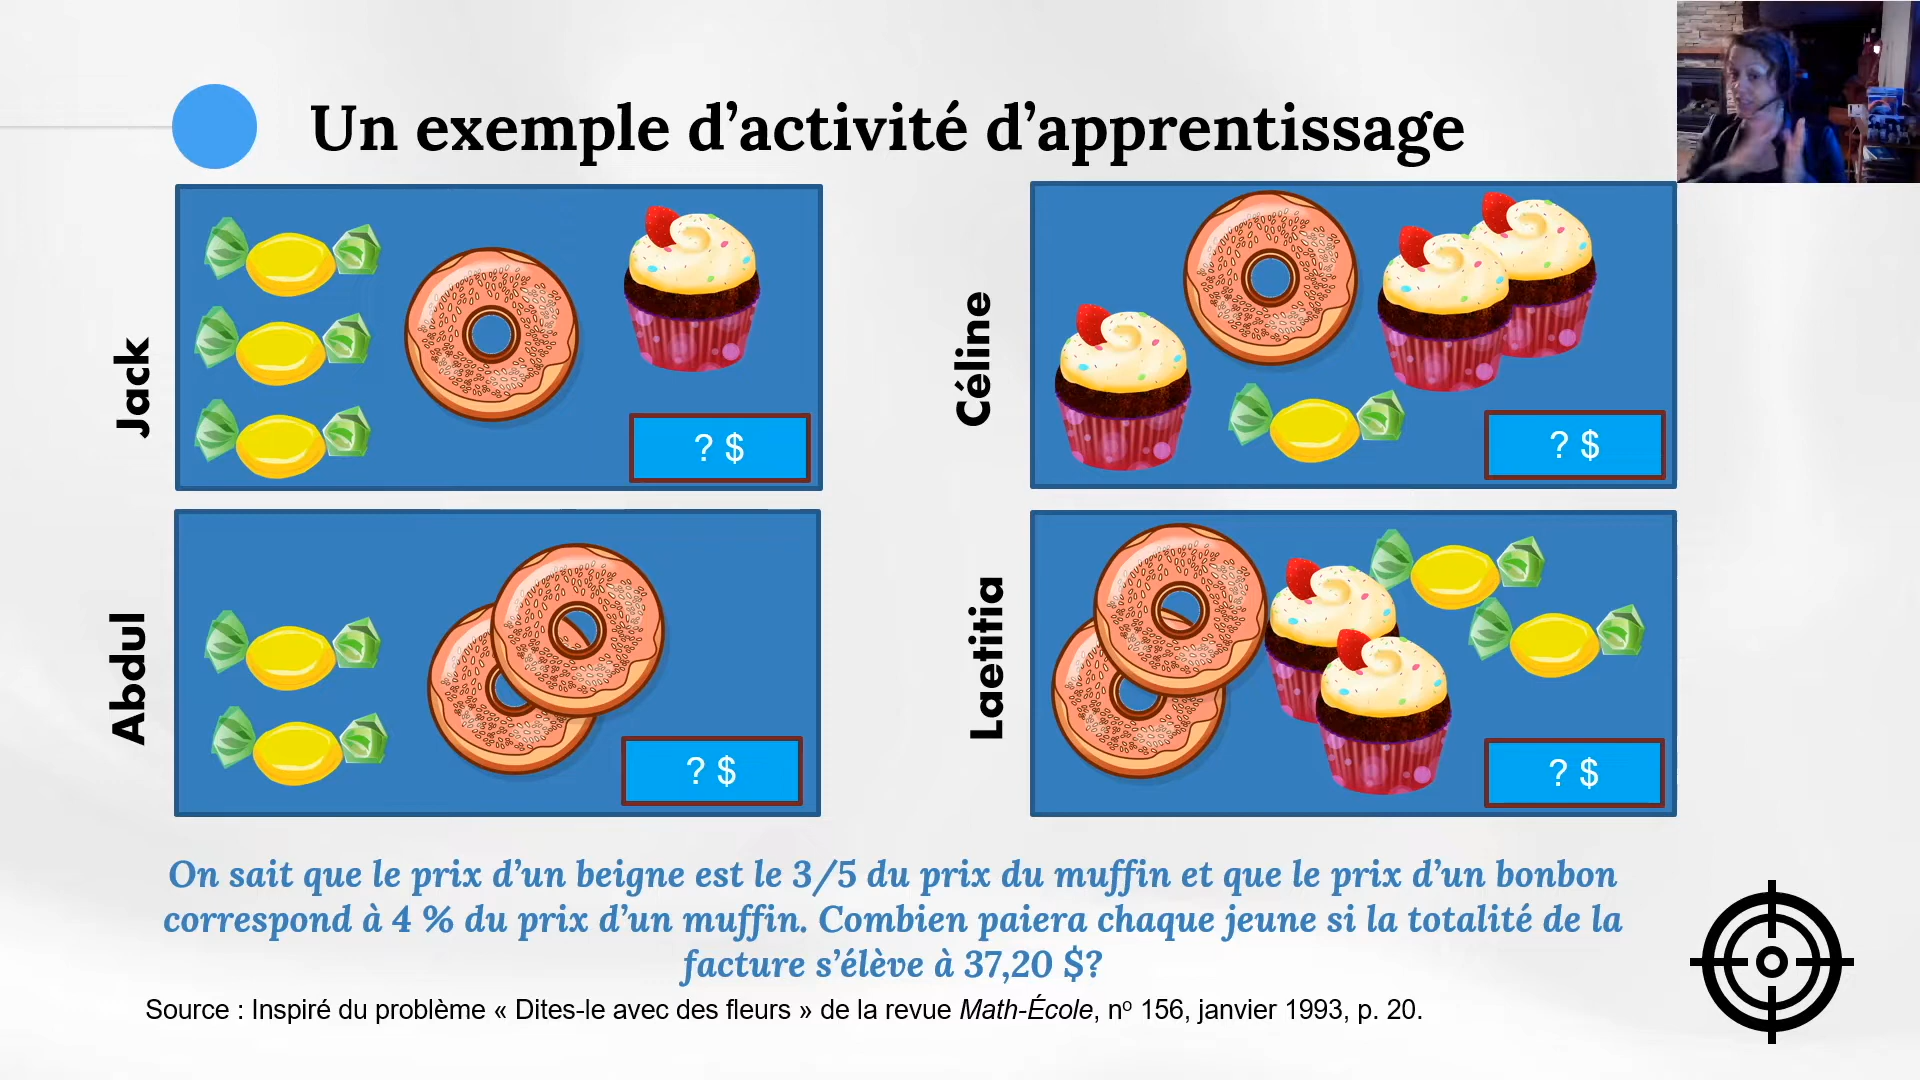 Un exemple d’activité d’apprentissage
Jack
? $
Céline
? $
Abdul
? $
Laetitia
? $
On sait que le prix d’un beigne est le 3/5 du prix du muffin et que le prix d’un bonbon
correspond à 4 % du prix d’un muffin. Combien paiera chaque jeune si la totalité de la
facture s’élève à 37,20 $?
Source : Inspiré du problème « Dites-le avec des fleurs » de la revue Math-École, nº 156, janvier 1993, p. 20.